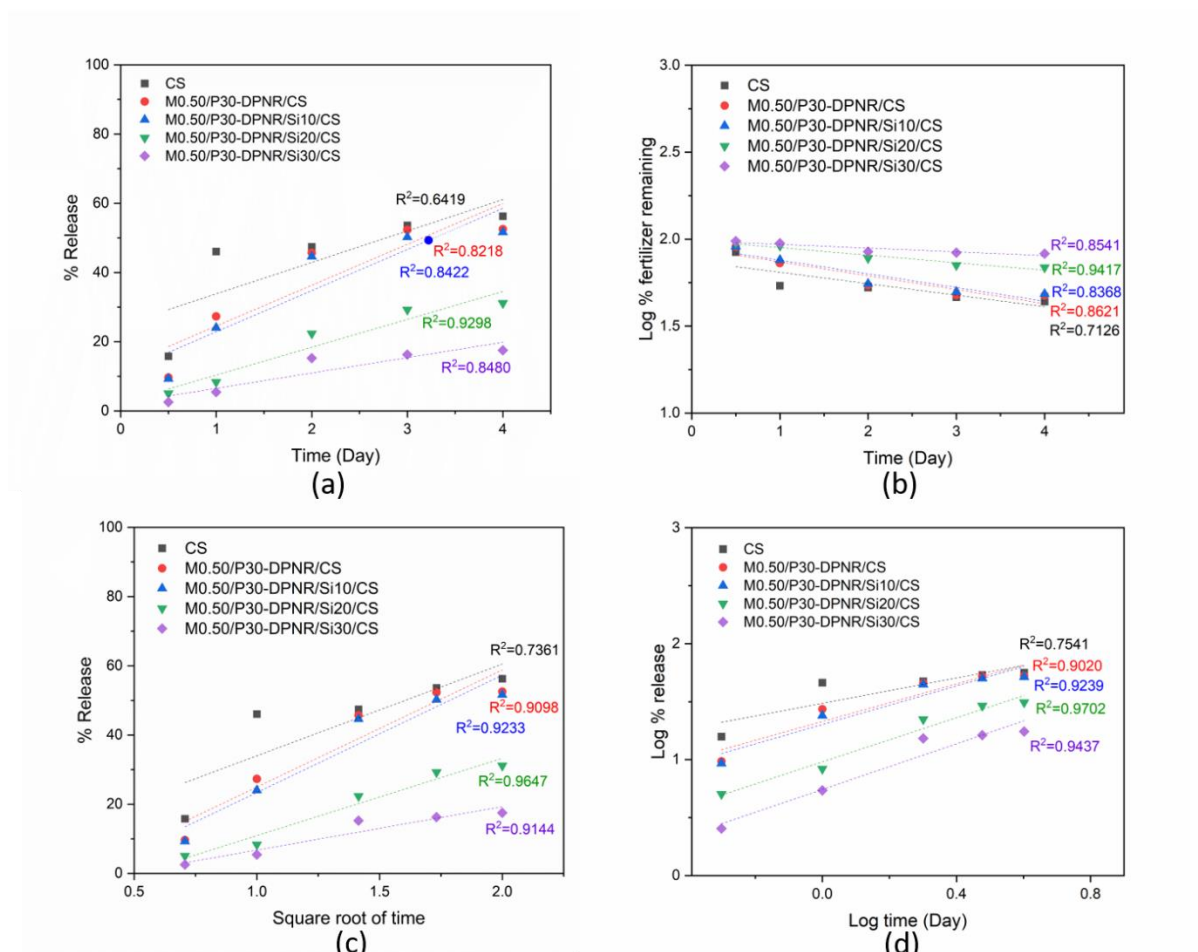 100
80
60
40
20
0
% Release
CS
M0.50/P30-DPNR/CS
M0.50/P30-DPNR/Si10/CS
M0.50/P30-DPNR/Si20/CS
M0.50/P30-DPNR/Si30/CS
R²=0.6419
R²=0.8218
R²=0.8422
R²=0.9298
R²=0.8480
0 1 2 3 4
Time (Day)
(a)
3.0
2.5
2.0
1.5
1.0
Log % fertilizer remaining
CS
M0.50/P30-DPNR/CS
M0.50/P30-DPNR/Si10/CS
M0.50/P30-DPNR/Si20/CS
M0.50/P30-DPNR/Si30/CS
R²=0.8541
R²=0.9417
R²=0.8368
R²=0.8621
R²=0.7126
0 1 2 3 4
Time (Day)
(b)
100
80
60
40
20
0
% Release
CS
M0.50/P30-DPNR/CS
M0.50/P30-DPNR/Si10/CS
M0.50/P30-DPNR/Si20/CS
M0.50/P30-DPNR/Si30/CS
R²=0.7361
R²=0.9098
R²=0.9233
R²=0.9647
R²=0.9144
0.5 1.0 1.5 2.0
Square root of time
(c)
3
2
1
0
Log % release
CS
M0.50/P30-DPNR/CS
M0.50/P30-DPNR/Si10/CS
M0.50/P30-DPNR/Si20/CS
M0.50/P30-DPNR/Si30/CS
R²=0.7541
R²=0.9020
R²=0.9239
R²=0.9702
R²=0.9437
0.0 0.4 0.8
Log time (Day)
(d)